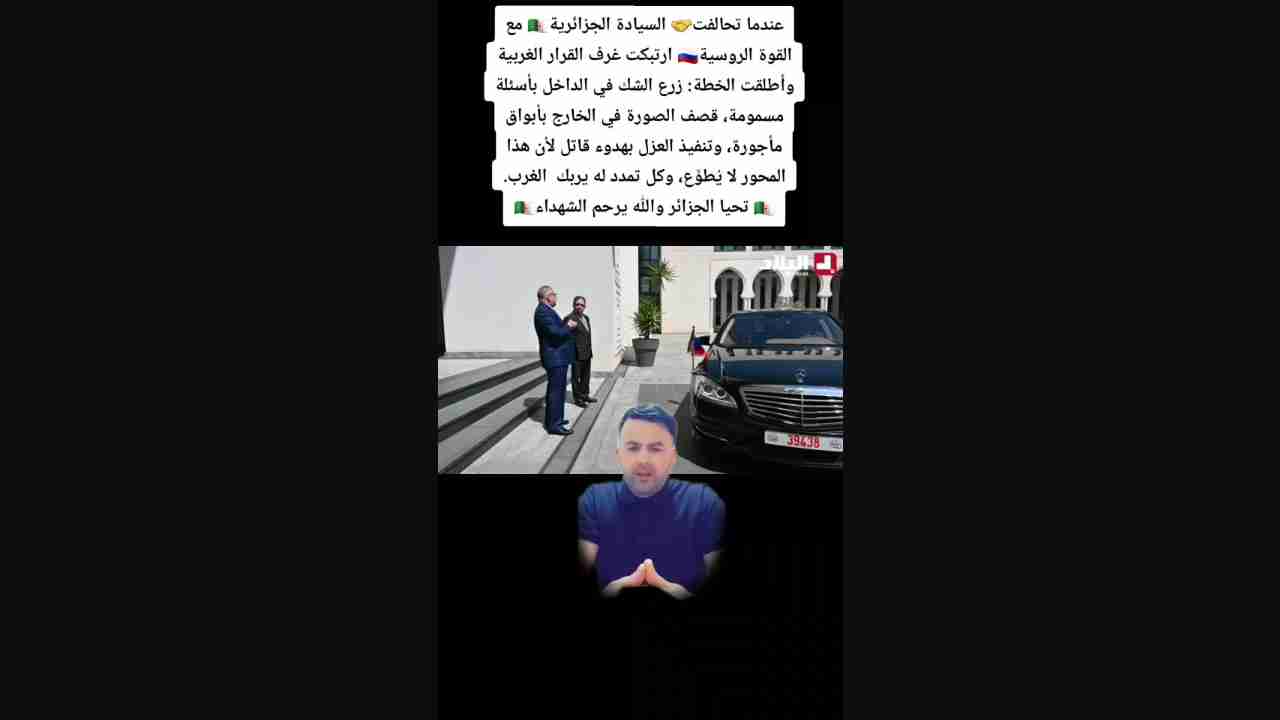 عندما تحالفت🤝 السيادة الجزائرية 🇩🇿 مع
القوة الروسية🇷🇺 ارتبكت غرف القرار الغربية
وأطلقت الخطة: زرع الشك في الداخل بأسئلة
مسمومة، قصف الصورة في الخارج بأبواق
مأجورة، وتنفيذ العزل بهدوء قاتل لأن هذا
المحور لا يُطوَّع، وكل تمدد له يربك الغرب.
🇩🇿 تحيا الجزائر والله يرحم الشهداء 🇩🇿
البلاد
39438